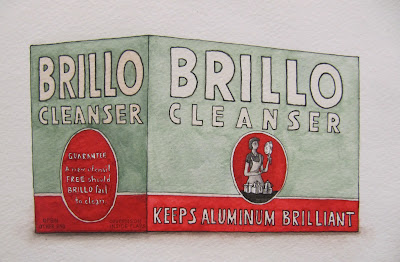 BRILLO
CLEANSER
GUARANTEE
FREE should
BRILLO fail
to clean
BRILLO
CLEANSER
KEEPS ALUMINUM BRILLIANT